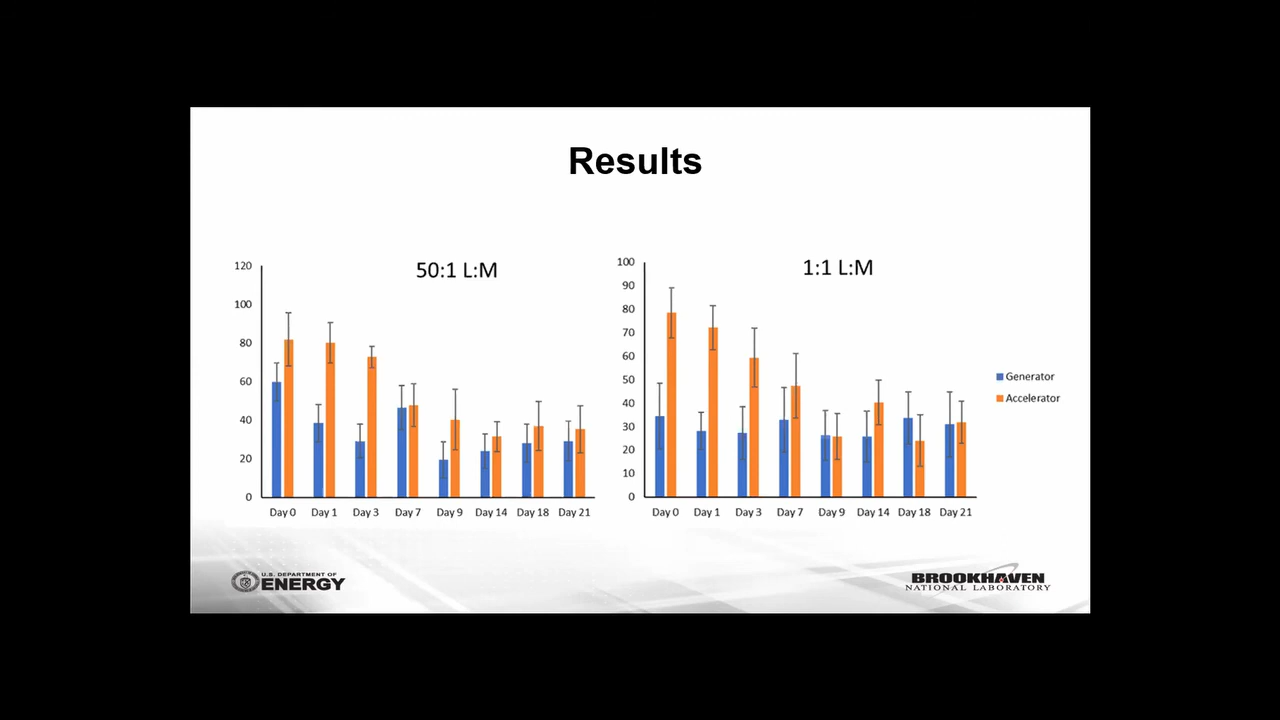 Results
50:1 L:M
120
100
80
60
40
20
0
Day 0 Day 1 Day 3 Day 7 Day 9 Day 14 Day 18 Day 21
1:1 L:M
100
90
80
70
60
50
40
30
20
10
0
Day 0 Day 1 Day 3 Day 7 Day 9 Day 14 Day 18 Day 21
Generator
Accelerator
U.S. DEPARTMENT OF
ENERGY
BROOKHAVEN
NATIONAL LABORATORY